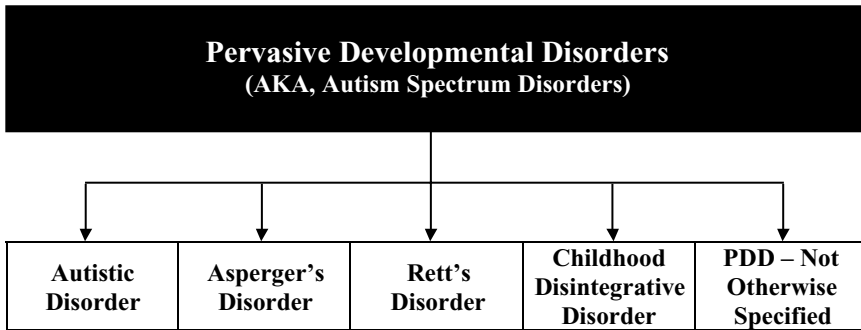 Pervasive Developmental Disorders
(AKA, Autism Spectrum Disorders)
Autistic
Disorder
Asperger’s
Disorder
Rett’s
Disorder
Childhood
Disintegrative
Disorder
PDD – Not
Otherwise
Specified